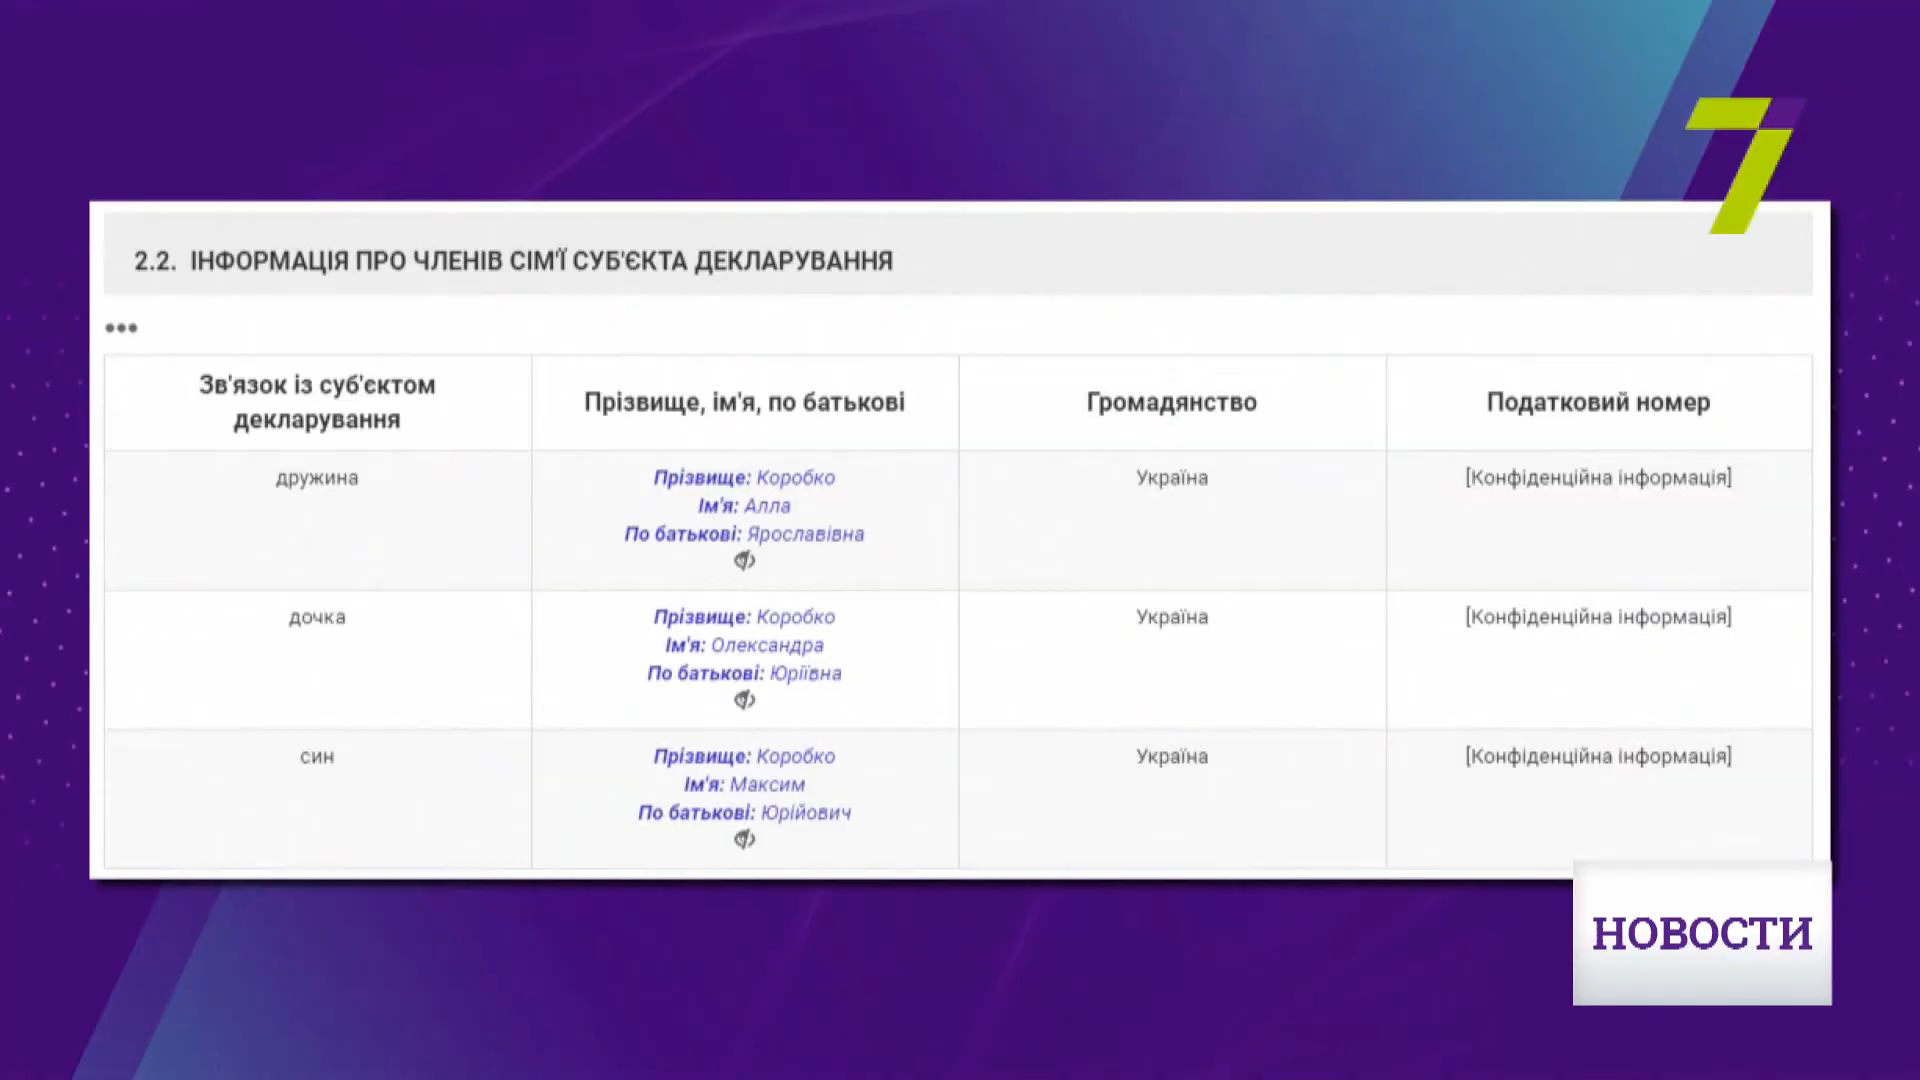 7
2.2. ІНФОРМАЦІЯ ПРО ЧЛЕНІВ СІМ'Ї СУБ'ЄКТА ДЕКЛАРУВАННЯ
Зв'язок із суб'єктом
декларування
Прізвище, ім'я, по батькові
Громадянство
Податковий номер
дружина
Прізвище: Коробко
Ім'я: Алла
По батькові: Ярославівна
Україна
[Конфіденційна інформація]
дочка
Прізвище: Коробко
Ім'я: Олександра
По батькові: Юріївна
Україна
[Конфіденційна інформація]
син
Прізвище: Коробко
Ім'я: Максим
По батькові: Юрійович
Україна
[Конфіденційна інформація]
НОВОСТИ